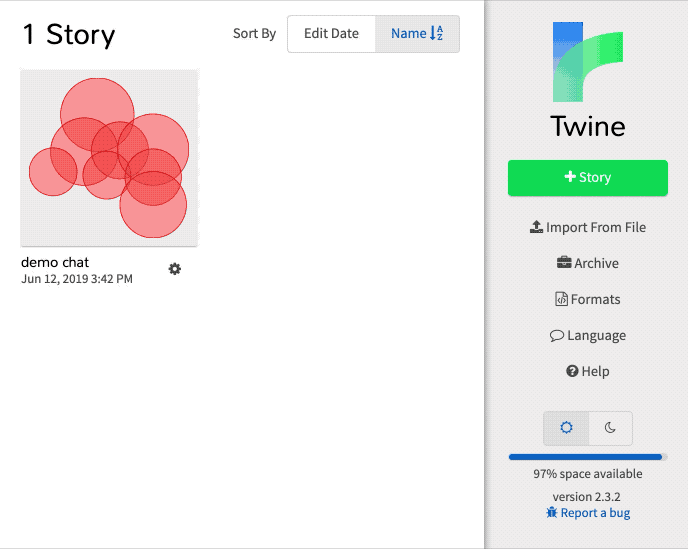 1 Story
Sort By
Edit Date
Name
demo chat
Jun 12, 2019 3:42 PM
Twine
Story
Import From File
Archive
Formats
Language
Help
97% space available
version 2.3.2
Report a bug